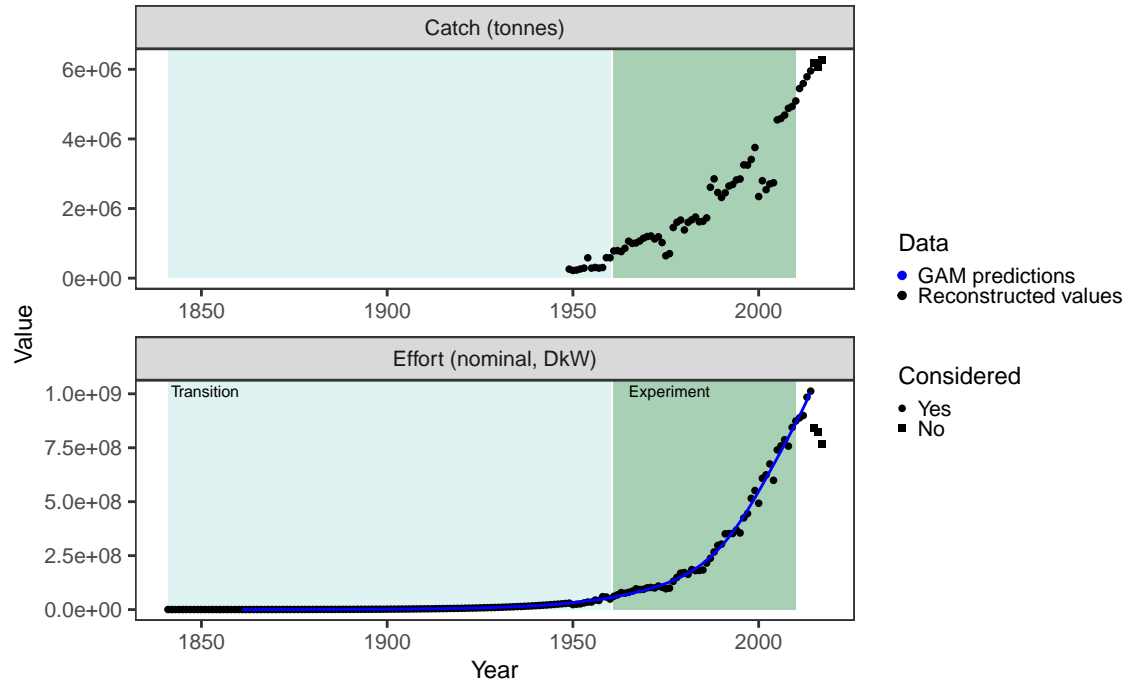 Catch (tonnes)
6e+06
4e+06
2e+06
0e+00
1850 1900 1950 2000
Value
Effort (nominal, DkW)
Transition Experiment
1.0e+09
7.5e+08
5.0e+08
2.5e+08
0.0e+00
1850 1900 1950 2000
Year
Data
GAM predictions
Reconstructed values
Considered
Yes
No